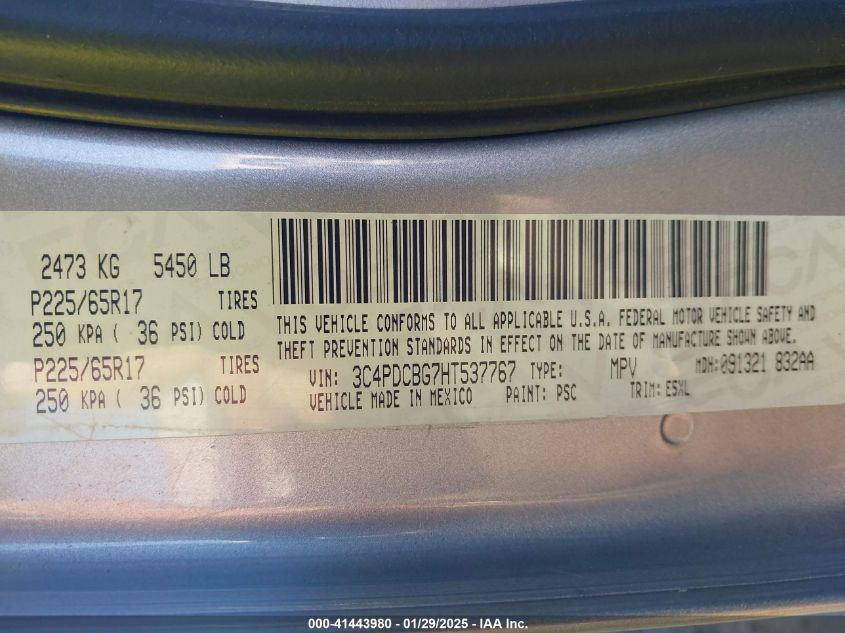 2473 KG 5450 LB
P225/65R17 TIRES
250 KPA ( 36 PSI) COLD
P225/65R17 TIRES
250 KPA ( 36 PSI) COLD
THIS VEHICLE CONFORMS TO ALL APPLICABLE U.S.A. FEDERAL MOTOR VEHICLE SAFETY AND
THEFT PREVENTION STANDARDS IN EFFECT ON THE DATE OF MANUFACTURE SHOWN ABOVE.
VIN: 3C4PDCBG7HT537767 TYPE: MPV MDH:091321 832AA
VEHICLE MADE IN MEXICO PAINT: PSC TRIM: E5XL
000-41443980 - 01/29/2025 - IAA Inc.